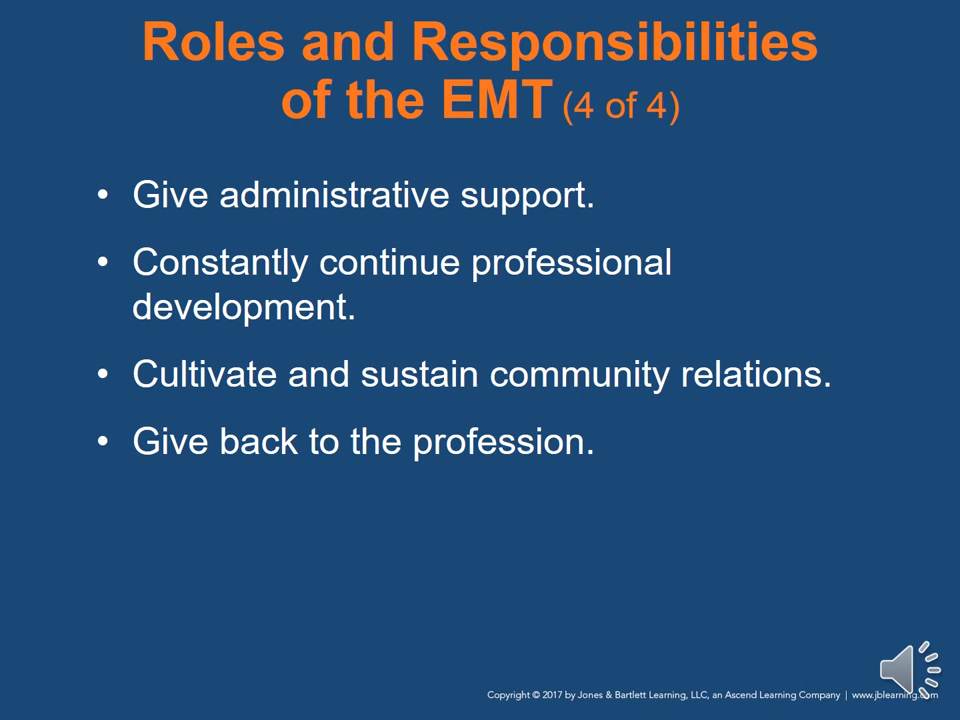 Roles and Responsibilities
of the EMT (4 of 4)
• Give administrative support.
• Constantly continue professional
development.
• Cultivate and sustain community relations.
• Give back to the profession.
Copyright © 2017 by Jones & Bartlett Learning, LLC, an Ascend Learning Company | www.jblearning.com